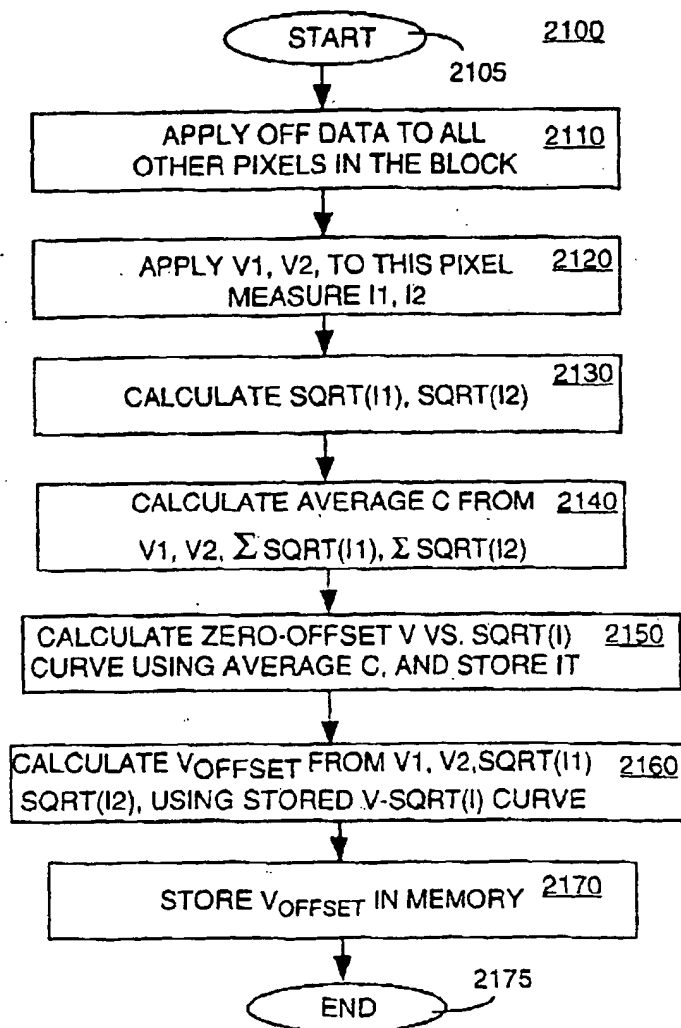 START
2100
2105
APPLY OFF DATA TO ALL 2110
OTHER PIXELS IN THE BLOCK
APPLY V1, V2, TO THIS PIXEL 2120
MEASURE I1, I2
2130
CALCULATE SQRT(I1), SQRT(I2)
CALCULATE AVERAGE C FROM 2140
V1, V2, Σ SQRT(I1), Σ SQRT(I2)
CALCULATE ZERO-OFFSET V VS. SQRT(I) 2150
CURVE USING AVERAGE C, AND STORE IT
CALCULATE VOFFSET FROM V1, V2,SQRT(I1) 2160
SQRT(I2), USING STORED V-SQRT(I) CURVE
STORE VOFFSET IN MEMORY 2170
2175
END